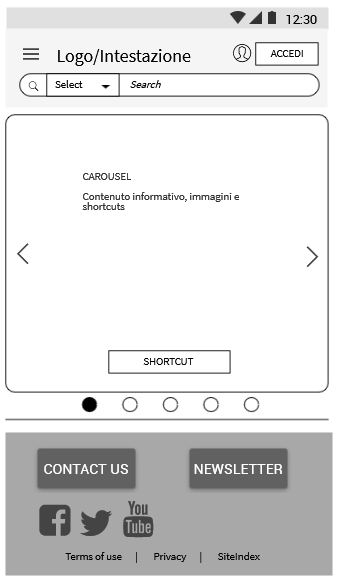 12:30
Logo/Intestazione
ACCEDI
Select
Search
CAROUSEL
Contenuto informativo, immagini e
shortcuts
SHORTCUT
CONTACT US
NEWSLETTER
You
Tube
Terms of use | Privacy | SiteIndex